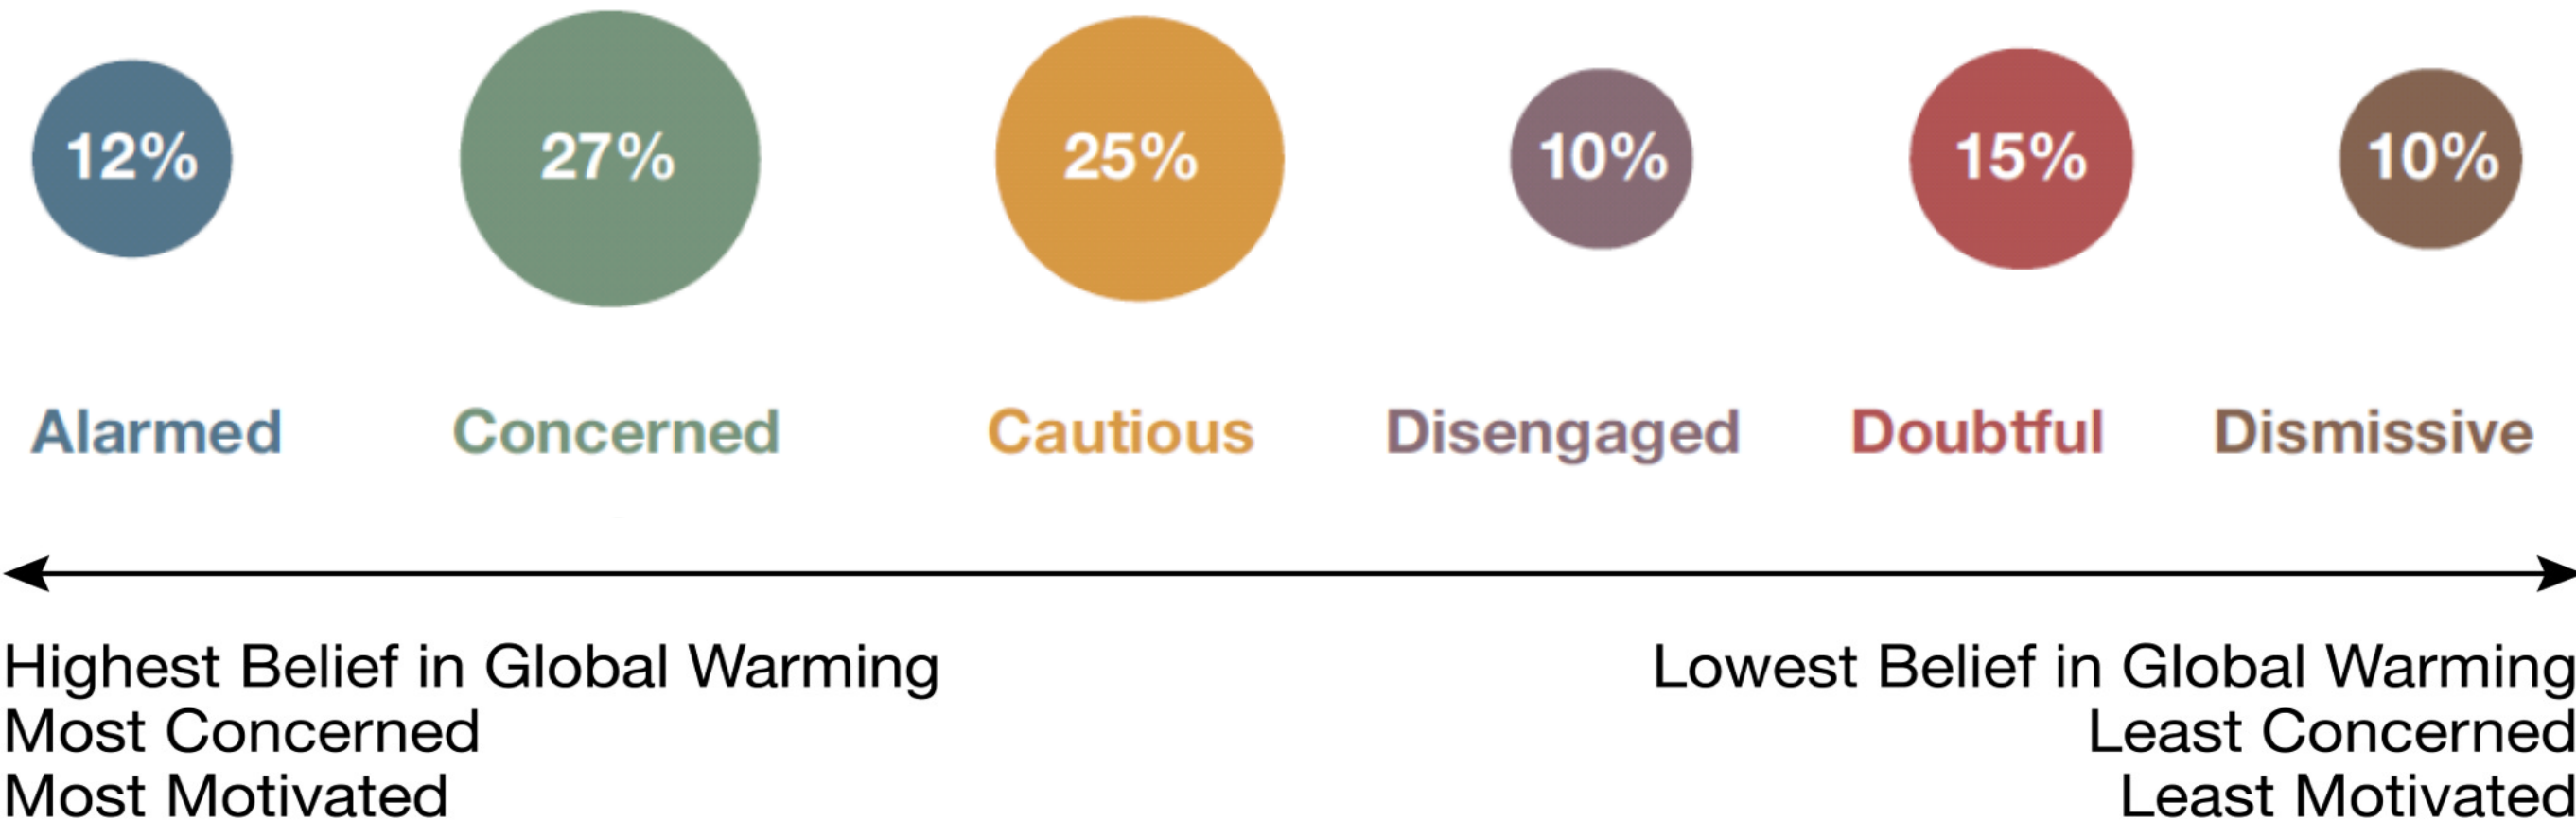 12% 27% 25% 10% 15% 10%
Alarmed Concerned Cautious Disengaged Doubtful Dismissive
Highest Belief in Global Warming
Most Concerned
Most Motivated
Lowest Belief in Global Warming
Least Concerned
Least Motivated